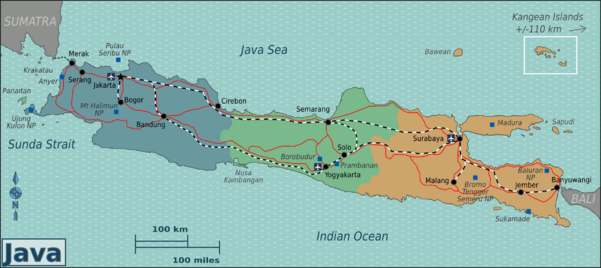 SUMATRA
Kangean Islands
+/-110 km
Java Sea
Bawean
Merak
Pulau
Seribu NP
Krakatau
Anyer
Serang
Jakarta
Panaitan
Bogor
Mt Halimun
NP
Cirebon
Ujung
Kulon NP
Bandung
Semarang
Madura
Sapudi
Sunda Strait
Surabaya
Solo
Borobudur
Prambanan
Nusa
Kambangan
Yogyakarta
Malang
Bromo
Tengger
Semeru NP
Baluran
NP
Banyuwangi
Jember
BALI
Sukamade
Indian Ocean
N
S
100 km
100 miles
Java